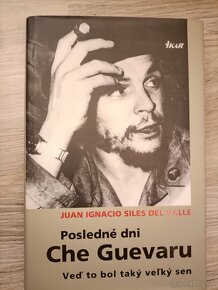 IKAR
JUAN IGNACIO SILES DEL VALLE
Posledné dni
Che Guevaru
Veď to bol taký veľký sen